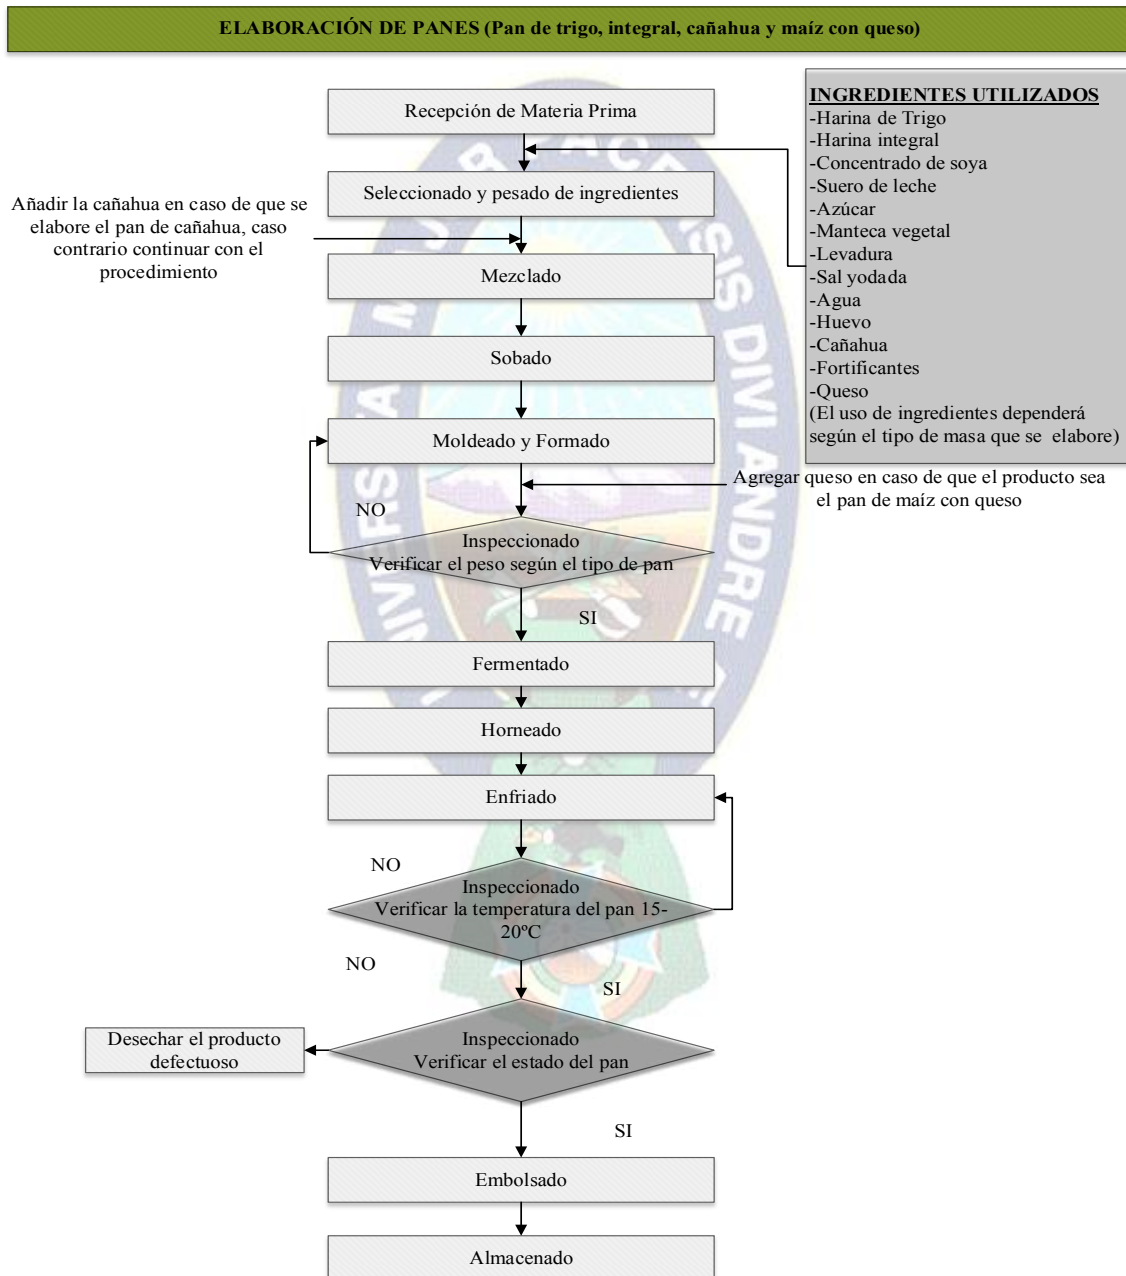 ELABORACIÓN DE PANES (Pan de trigo, integral, cañahua y maíz con queso)
Recepción de Materia Prima
INGREDIENTES UTILIZADOS
-Harina de Trigo
-Harina integral
-Concentrado de soya
-Suero de leche
-Azúcar
-Manteca vegetal
-Levadura
-Sal yodada
-Agua
-Huevo
-Cañahua
-Fortificantes
-Queso
(El uso de ingredientes dependerá
según el tipo de masa que se elabore)
Seleccionado y pesado de ingredientes
Añadir la cañahua en caso de que se
elabore el pan de cañahua, caso
contrario continuar con el
procedimiento
Mezclado
Sobado
Moldeado y Formado
Agregar queso en caso de que el producto sea
el pan de maíz con queso
NO
Inspeccionado
Verificar el peso según el tipo de pan
SI
Fermentado
Horneado
Enfriado
NO
Inspeccionado
Verificar la temperatura del pan 15-
20ºC
NO
SI
Inspeccionado
Verificar el estado del pan
Desechar el producto
defectuoso
SI
Embolsado
Almacenado